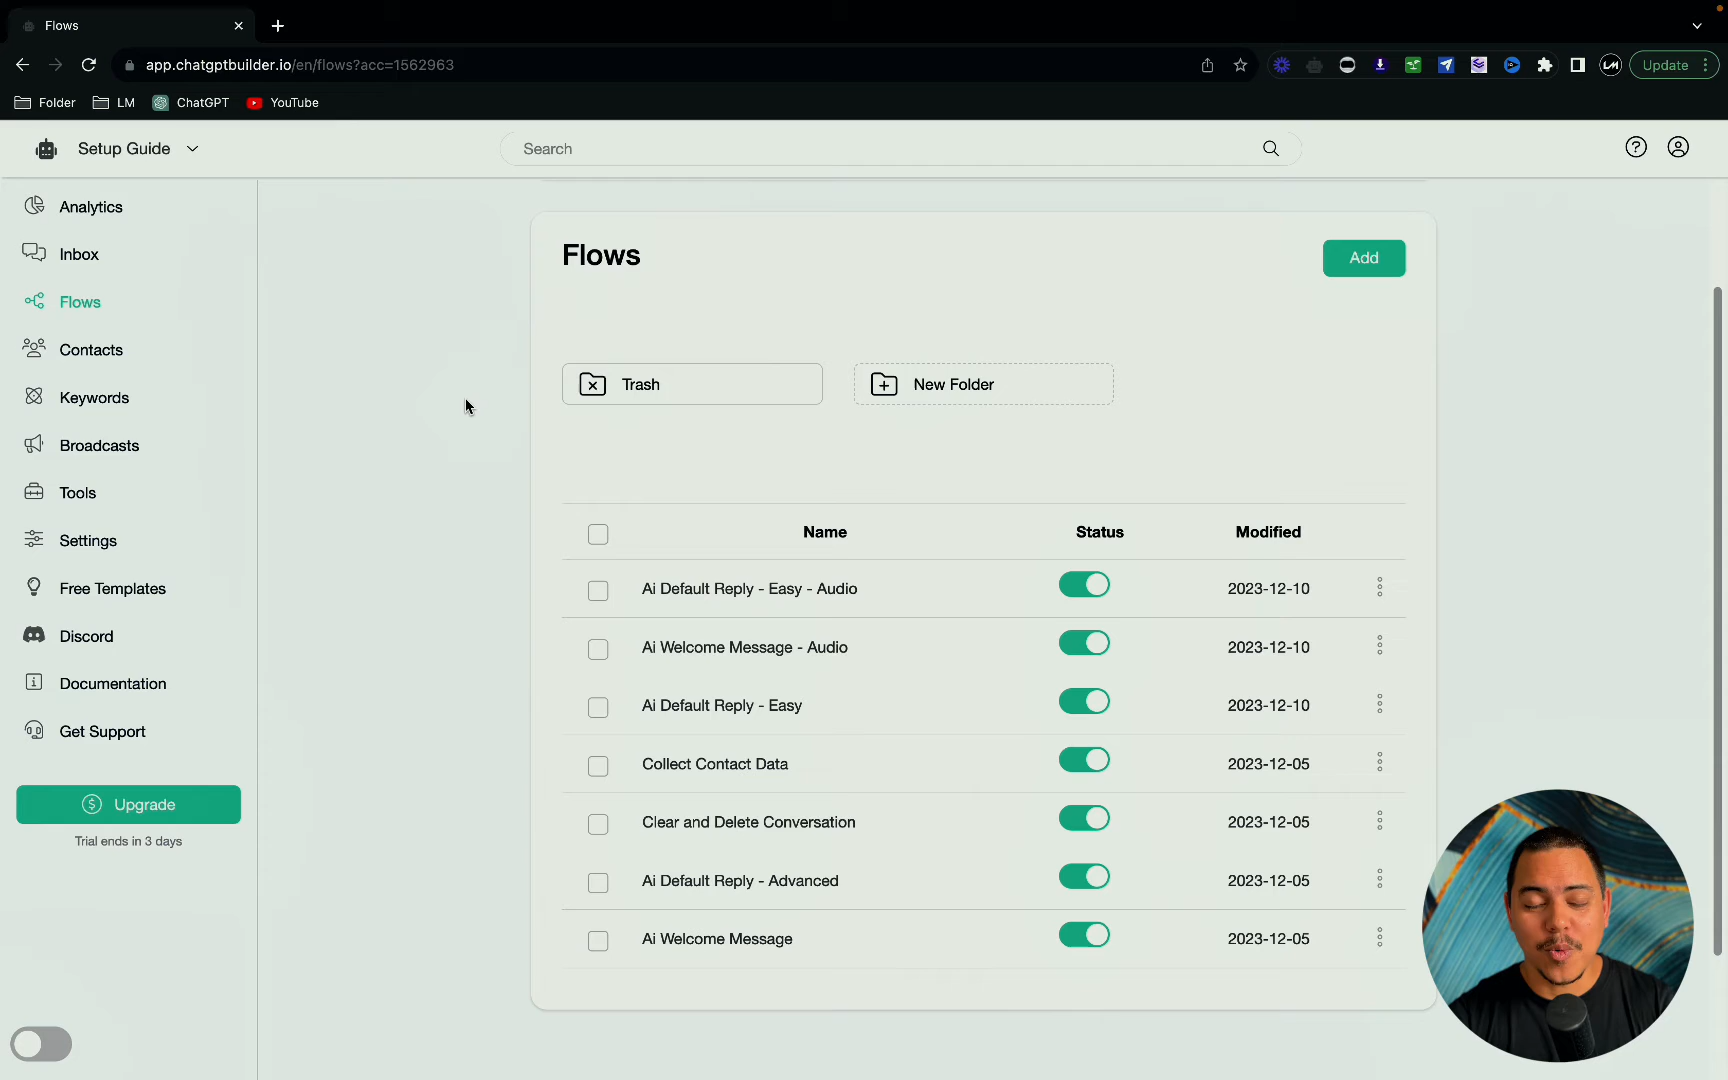 Flows
app.chatgptbuilder.io/en/flows?acc=1562963
Update
Folder
LM
ChatGPT
YouTube
Setup Guide
Search
Analytics
Inbox
Flows
Contacts
Keywords
Broadcasts
Tools
Settings
Free Templates
Discord
Documentation
Get Support
Upgrade
Trial ends in 3 days
Flows
Add
Trash
New Folder
Name Status Modified
Ai Default Reply - Easy - Audio 2023-12-10
Ai Welcome Message - Audio 2023-12-10
Ai Default Reply - Easy 2023-12-10
Collect Contact Data 2023-12-05
Clear and Delete Conversation 2023-12-05
Ai Default Reply - Advanced 2023-12-05
Ai Welcome Message 2023-12-05